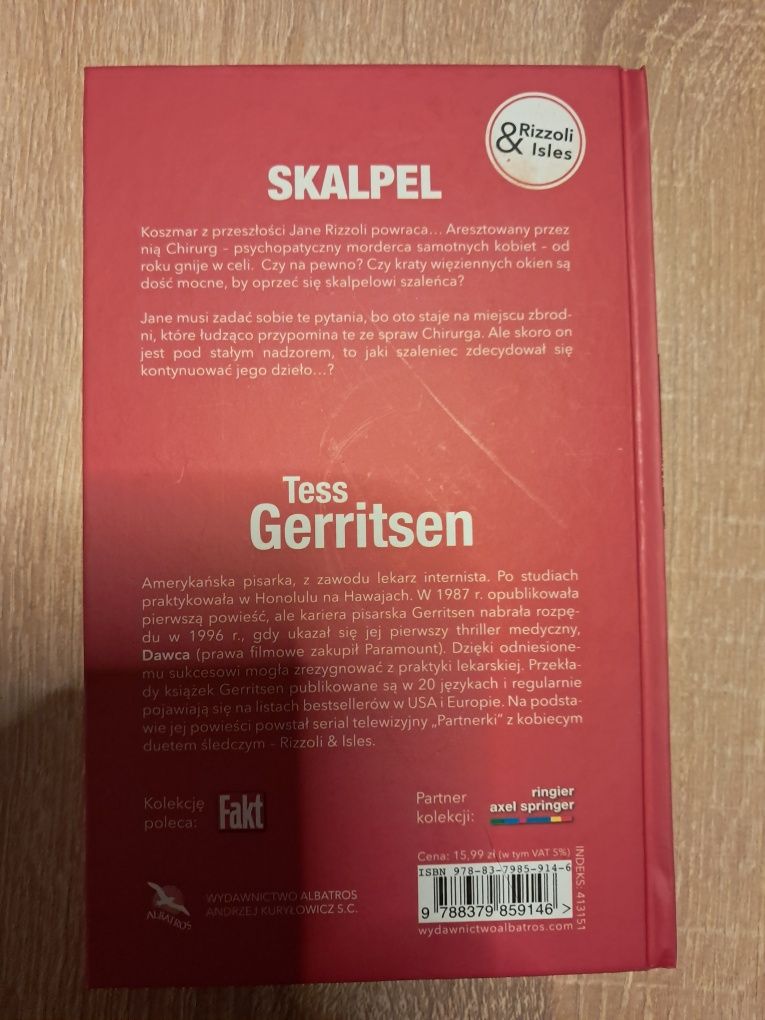 Rizzoli
& Isles
SKALPEL
Koszmar z przeszłości Jane Rizzoli powraca... Aresztowany przez
nią Chirurg – psychopatyczny morderca samotnych kobiet – od
roku gnije w celi. Czy na pewno? Czy kraty więziennych okien są
dość mocne, by oprzeć się skalpelowi szaleńca?
Jane musi zadać sobie te pytania, bo oto staje na miejscu zbrod-
ni, które łudząco przypomina te ze spraw Chirurga. Ale skoro on
jest pod stałym nadzorem, to jaki szaleniec zdecydował się
kontynuować jego dzieło...?
Tess
Gerritsen
Amerykańska pisarka, z zawodu lekarz internista. Po studiach
praktykowała w Honolulu na Hawajach. W 1987 r. opublikowała
pierwszą powieść, ale kariera pisarska Gerritsen nabrała rozpę-
du w 1996 r., gdy ukazał się jej pierwszy thriller medyczny,
Dawca (prawa filmowe zakupił Paramount). Dzięki odniesione-
mu sukcesowi mogła zrezygnować z praktyki lekarskiej. Przekła-
dy książek Gerritsen publikowane są w 20 językach i regularnie
pojawiają się na listach bestsellerów w USA i Europie. Na podsta-
wie jej powieści powstał serial telewizyjny „Partnerki" z kobiecym
duetem śledczym – Rizzoli & Isles.
Kolekcję
poleca:
Fakt
Partner
kolekcji:
ringier
axel springer
Cena: 15,99 zł (w tym VAT 5%)
ISBN 978-83-7985-914-6
9 788379 859146 >
wydawnictwoalbatros.com
INDEKS: 413151
ALBATROS
WYDAWNICTWO ALBATROS
ANDRZEJ KURYŁOWICZ S.C.